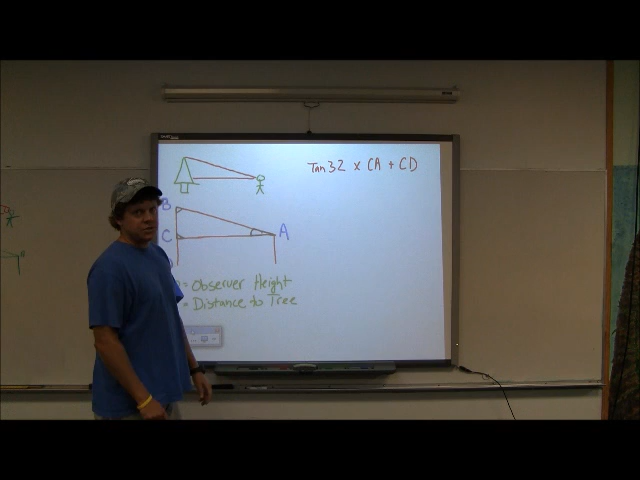 Tan 32 x CA + CD
B
C
A
= Observer Height
= Distance to Tree